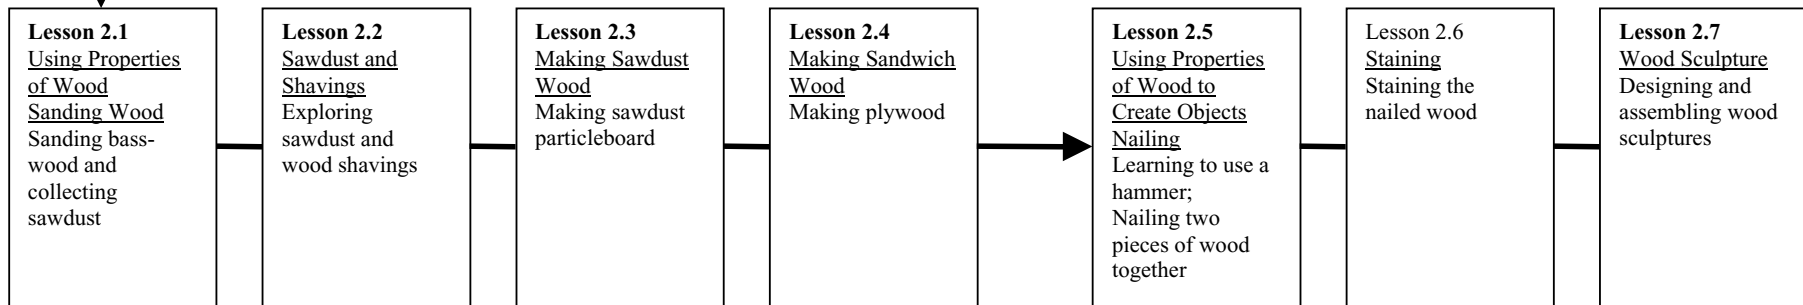 Lesson 2.1
Using Properties
of Wood
Sanding Wood
Sanding bass-
wood and
collecting
sawdust
Lesson 2.2
Sawdust and
Shavings
Exploring
sawdust and
wood shavings
Lesson 2.3
Making Sawdust
Wood
Making sawdust
particleboard
Lesson 2.4
Making Sandwich
Wood
Making plywood
Lesson 2.5
Using Properties
of Wood to
Create Objects
Nailing
Learning to use a
hammer;
Nailing two
pieces of wood
together
Lesson 2.6
Staining
Staining the
nailed wood
Lesson 2.7
Wood Sculpture
Designing and
assembling wood
sculptures